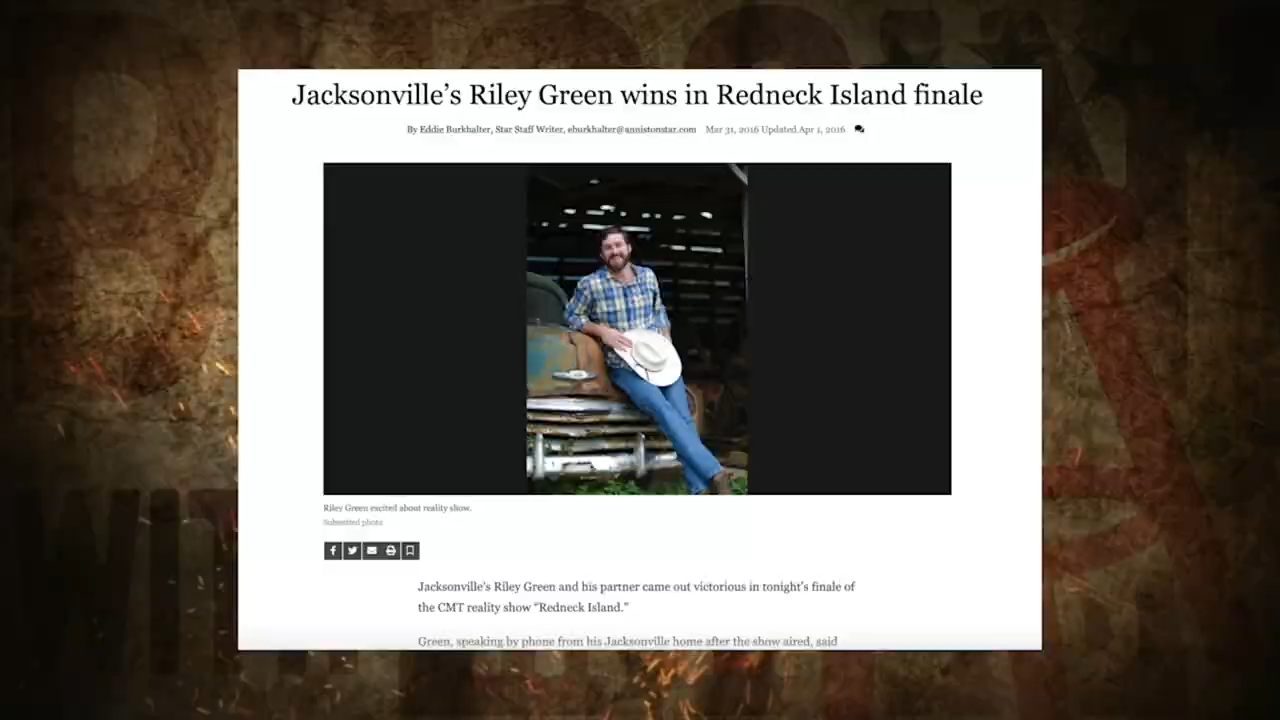 Jacksonville's Riley Green wins in Redneck Island finale
By Eddie Burkhalter, Star Staff Writer, eburkhalter@annistonstar.com Mar 31, 2016 Updated Apr 1, 2016
Riley Green excited about reality show.
Submitted photo
Jacksonville's Riley Green and his partner came out victorious in tonight's finale of
the CMT reality show “Redneck Island.”
Green, speaking by phone from his Jacksonville home after the show aired, said